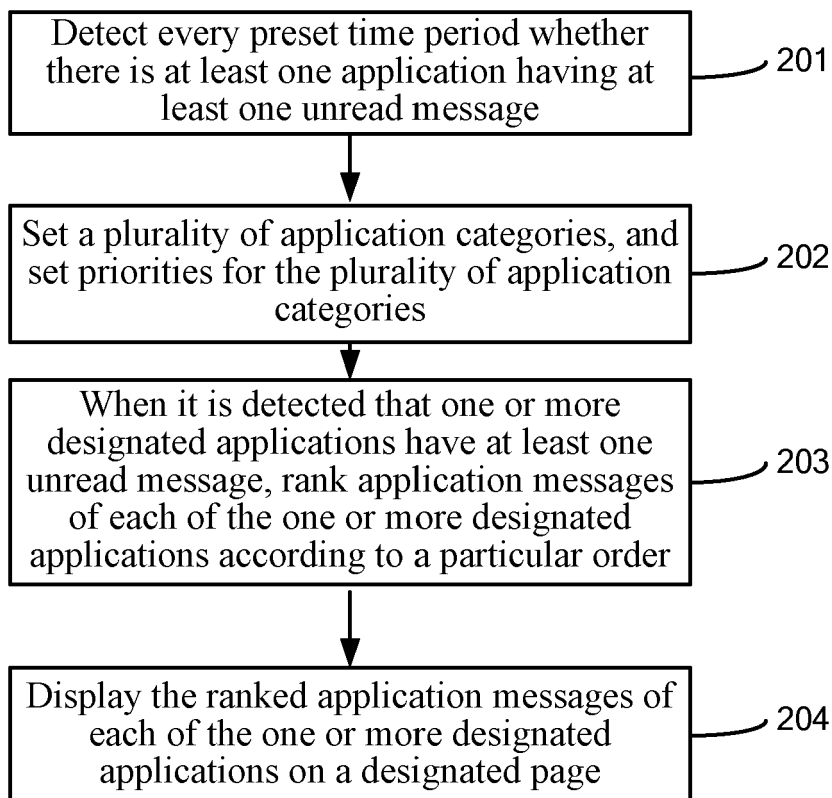 Detect every preset time period whether
there is at least one application having at
least one unread message
201
Set a plurality of application categories, and
set priorities for the plurality of application
categories
202
When it is detected that one or more
designated applications have at least one
unread message, rank application messages
of each of the one or more designated
applications according to a particular order
203
Display the ranked application messages of
each of the one or more designated
applications on a designated page
204